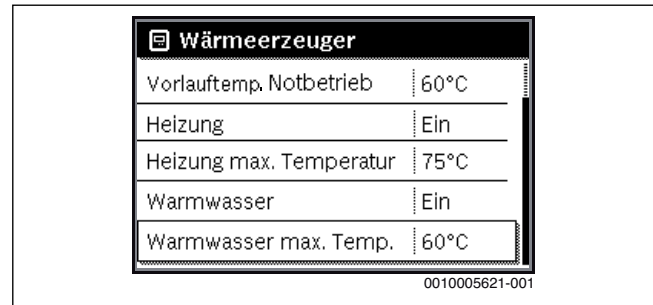 Wärmeerzeuger
Vorlauftemp. Notbetrieb 60°C
Heizung Ein
Heizung max. Temperatur 75°C
Warmwasser Ein
Warmwasser max. Temp. 60°C
0010005621-001